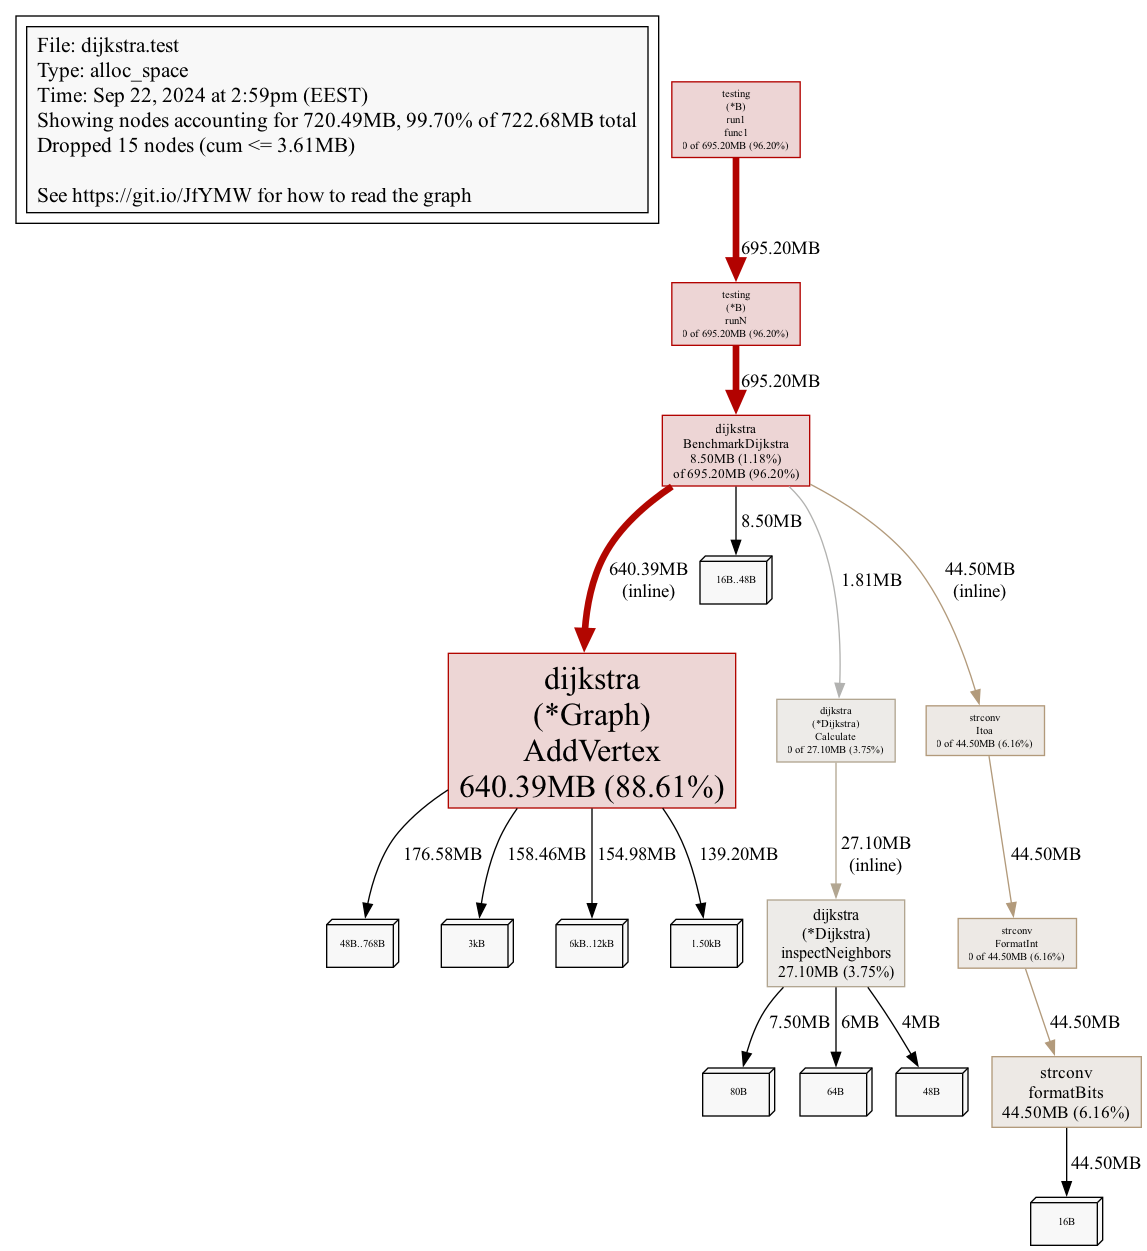 File: dijkstra.test
Type: alloc_space
Time: Sep 22, 2024 at 2:59pm (EEST)
Showing nodes accounting for 720.49MB, 99.70% of 722.68MB total
Dropped 15 nodes (cum <= 3.61MB)
See https://git.io/JfYMW for how to read the graph
testing
(*B)
run1
func1
0 of 695.20MB (96.20%)
695.20MB
testing
(*B)
runN
0 of 695.20MB (96.20%)
695.20MB
dijkstra
BenchmarkDijkstra
8.50MB (1.18%)
of 695.20MB (96.20%)
640.39MB
(inline)
8.50MB
1.81MB
44.50MB
(inline)
16B..48B
dijkstra
(*Graph)
AddVertex
640.39MB (88.61%)
dijkstra
(*Dijkstra)
Calculate
0 of 27.10MB (3.75%)
strconv
Itoa
0 of 44.50MB (6.16%)
176.58MB
158.46MB
154.98MB
139.20MB
27.10MB
(inline)
44.50MB
48B..768B
3kB
6kB..12kB
1.50kB
dijkstra
(*Dijkstra)
inspectNeighbors
27.10MB (3.75%)
strconv
FormatInt
0 of 44.50MB (6.16%)
7.50MB
6MB
4MB
44.50MB
80B
64B
48B
strconv
formatBits
44.50MB (6.16%)
44.50MB
16B